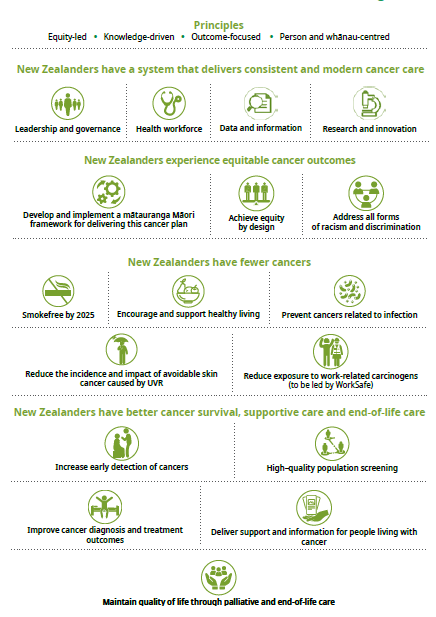 Principles
Equity-led • Knowledge-driven • Outcome-focused • Person and whānau-centred
New Zealanders have a system that delivers consistent and modern cancer care
Leadership and governance
Health workforce
Data and information
Research and innovation
New Zealanders experience equitable cancer outcomes
Develop and implement a mātauranga Māori
framework for delivering this cancer plan
Achieve equity
by design
Address all forms
of racism and discrimination
New Zealanders have fewer cancers
Smokefree by 2025
Encourage and support healthy living
Prevent cancers related to infection
Reduce the incidence and impact of avoidable skin
cancer caused by UVR
Reduce exposure to work-related carcinogens
(to be led by WorkSafe)
New Zealanders have better cancer survival, supportive care and end-of-life care
Increase early detection of cancers
High-quality population screening
Improve cancer diagnosis and treatment
outcomes
Deliver support and information for people living with
cancer
Maintain quality of life through palliative and end-of-life care